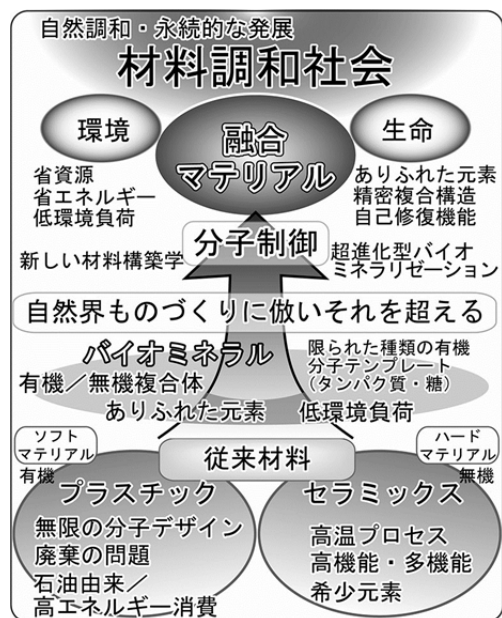 自然調和・永続的な発展
材料調和社会
環境
融合
マテリアル
生命
省資源
省エネルギー
低環境負荷
ありふれた元素
精密複合構造
自己修復機能
分子制御
新しい材料構築学
超進化型バイオ
ミネラリゼーション
自然界ものづくりに倣いそれを超える
バイオミネラル
有機／無機複合体
ありふれた元素
限られた種類の有機
分子テンプレート
（タンパク質・糖）
低環境負荷
従来材料
ソフト
マテリアル
有機
プラスチック
無限の分子デザイン
廃棄の問題
石油由来／
高エネルギー消費
ハード
マテリアル
無機
セラミックス
高温プロセス
高機能・多機能
希少元素